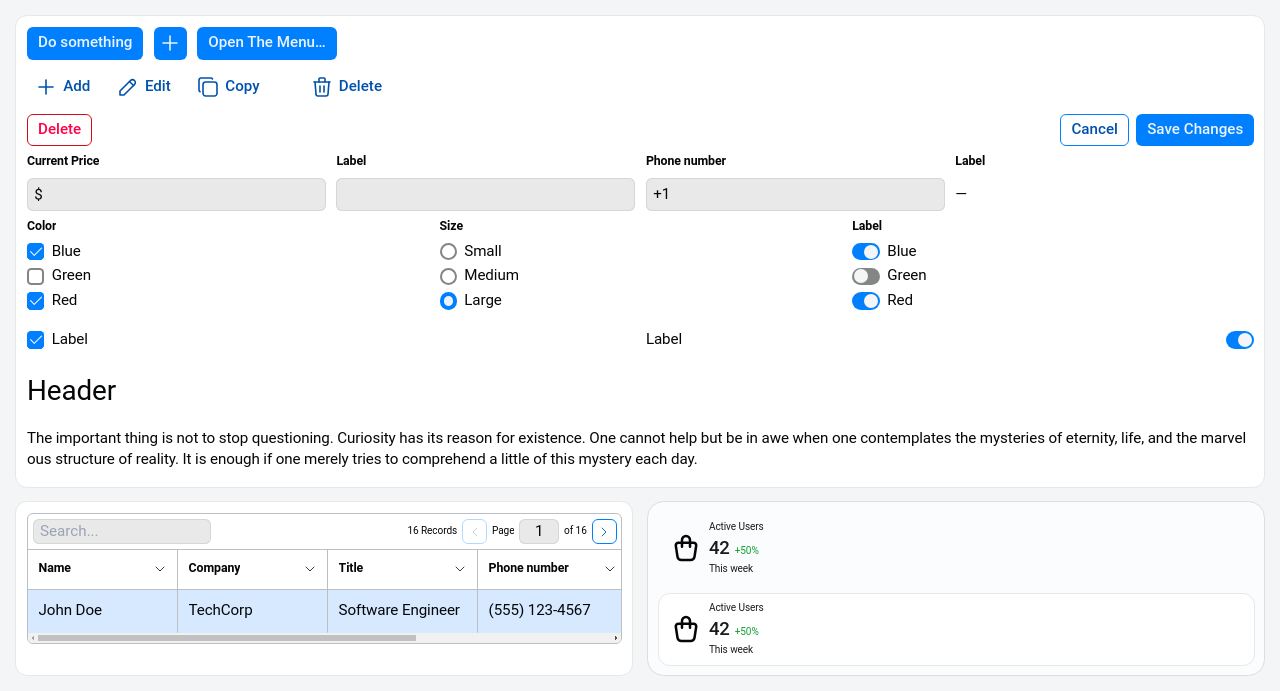 Do something
Open The Menu...
Add Edit Copy Delete
Delete
Cancel Save Changes
Current Price Label Phone number Label
$ +1 —
Color Size Label
Blue Small Blue
Green Medium Green
Red Large Red
Label Label
Header
The important thing is not to stop questioning. Curiosity has its reason for existence. One cannot help but be in awe when one contemplates the mysteries of eternity, life, and the marvel
ous structure of reality. It is enough if one merely tries to comprehend a little of this mystery each day.
Search... 16 Records Page 1 of 16
Name Company Title Phone number
John Doe TechCorp Software Engineer (555) 123-4567
Active Users
42 +50%
This week
Active Users
42 +50%
This week